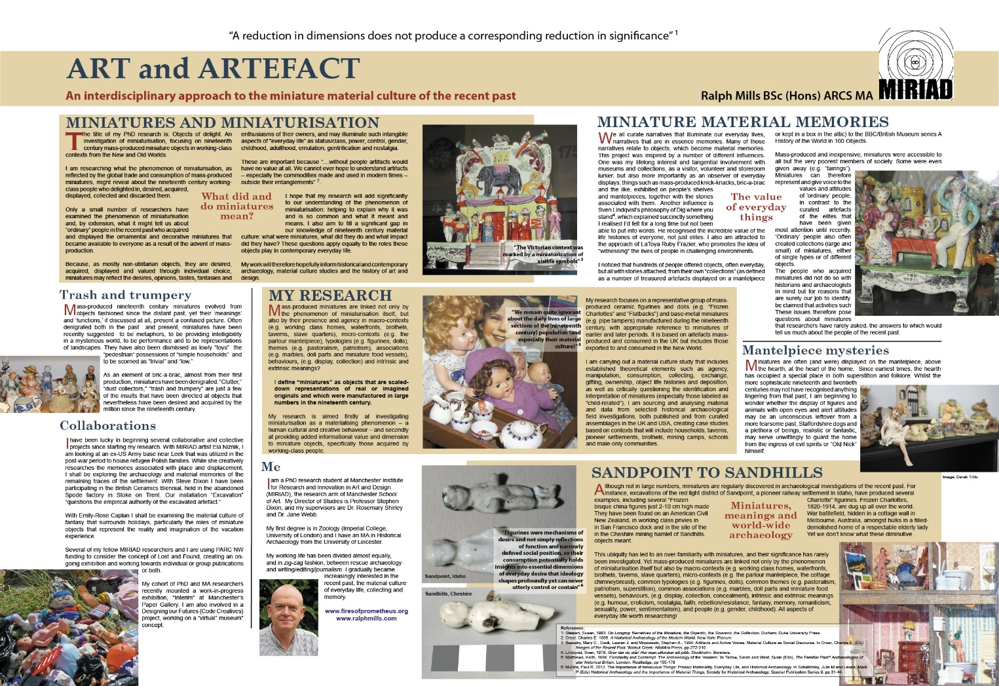 “A reduction in dimensions does not produce a corresponding reduction in significance” 1
ART and ARTEFACT
An interdisciplinary approach to the miniature material culture of the recent past
Ralph Mills BSc (Hons) ARCS MA
MIRIAD
MINIATURES AND MINIATURISATION
The title of my PhD research is: Objects of delight. An
investigation of miniaturisation, focusing on nineteenth
century mass-produced miniature objects in working-class
contexts from the New and Old Worlds.
I am researching what the phenomenon of miniaturisation, as
reflected by the global trade and consumption of mass-produced
miniatures, might reveal about the nineteenth century working-
class people who delighted in, desired, acquired,
displayed, collected and discarded them.
Only a small number of researchers have
examined the phenomenon of miniaturisation
and, by extension, what it might tell us about
“ordinary” people in the recent past who acquired
and displayed the ornamental and decorative miniatures that
became available to everyone as a result of the advent of mass-
production.
Because, as mostly non-utilitarian objects, they are desired,
acquired, displayed and valued through individual choice,
miniatures may reflect the desires, opinions, tastes, fantasies and
What did and
do miniatures
mean?
enthusiasms of their owners, and may illuminate such intangible
aspects of “everyday life” as status/class, power, control, gender,
childhood, adulthood, emulation, gentrification and nostalgia.
These are important because “…without people artifacts would
have no value at all. We cannot ever hope to understand artifacts
– especially the commodities made and used in modern times –
outside their entanglements” 2.
I hope that my research will add significantly
to our understanding of the phenomenon of
miniaturisation: helping to explain why it was
and is so common and what it meant and
means. I also aim to fill a significant gap in
our knowledge of nineteenth century material
culture: what were miniatures, what did they do and what impact
did they have? These questions apply equally to the roles these
objects play in contemporary everyday life.
My work will therefore hopefully inform historical and contemporary
archaeology, material culture studies and the history of art and
design.
“The Victorian context was
marked by a miniaturization of
visible symbols” 3
MINIATURE MATERIAL MEMORIES
We all curate narratives that illuminate our everyday lives,
narratives that are in essence memories. Many of those
narratives relate to objects, which become material memories.
This project was inspired by a number of different influences.
One was my lifelong interest and tangential involvement with
museums and collections, as a visitor, volunteer and storeroom
lurker, but also more importantly as an observer of everyday
displays: things such as mass-produced knick-knacks, bric-a-brac
and the like, exhibited on people’s shelves
and mantelpieces, together with the stories
associated with them. Another influence is
Sven Lindqvist’s philosophy of Dig where you
stand4, which explained succinctly something
I realised I’d felt for a long time but not been
able to put into words. He recognised the incredible value of the
life histories of everyone, not just elites. I also am attracted to
the approach of LaToya Ruby Frazier, who promotes the idea of
“witnessing” the lives of people in challenging environments.
I noticed that hundreds of people offered objects, often everyday,
but all with stories attached, from their own “collections” (as defined
as a number of treasured artefacts displayed on a mantelpiece
The value
of everyday
things
or kept in a box in the attic) to the BBC/British Museum series A
History of the World in 100 Objects.
Mass-produced and inexpensive, miniatures were accessible to
all but the very poorest members of society. Some were even
given away (e.g. “fairings”).
Miniatures can therefore
represent and give voice to the
values and attitudes
of ‘ordinary’ people,
in contrast to the
curated artefacts
of the elites that
have been given
most attention until recently.
‘Ordinary’ people also often
created collections (large and
small) of miniatures, either
of single types or of different
objects.
The people who acquired
miniatures did not do so with
historians and archaeologists
in mind but for reasons that
are surely our job to identify.
be claimed that activities such
These issues therefore pose
questions about miniatures
that researchers have rarely asked, the answers to which would
tell us much about the people of the recent past.
Trash and trumpery
Mass-produced nineteenth century miniatures evolved from
objects fashioned since the distant past, yet their ‘meanings’
and ‘functions,’ if discussed at all, present a confused picture. Often
denigrated both in the past and present, miniatures have been
recently suggested to be metaphors, to be providing intelligibility
in a mysterious world, to be performance and to be representations
of landscapes. They have also been dismissed as lowly “toys” the
“pedestrian” possessions of “simple households” and
to be scorned as “trivial” and “low.”
As an element of bric-a-brac, almost from their first
production, miniatures have been denigrated. “Clutter,”
“dust collectors,” “trash and trumpery” are just a few
of the insults that have been directed at objects that
nevertheless have been desired and acquired by the
million since the nineteenth century.
Collaborations
I have been lucky in beginning several collaborative and collective
projects since starting my research. With MIRIAD artist Ela Niznik, I
am looking at an ex-US Army base near Leek that was utilized in the
post-war period to house refugee Polish families. While she creatively
researches the memories associated with place and displacement,
I shall be exploring the archaeology and material memories of the
remaining traces of the settlement. With Steve Dixon I have been
participating in the British Ceramics Biennial, held in the abandoned
Spode factory in Stoke on Trent. Our installation “Excavation”
“questions the empirical authority of the excavated artefact.”
With Emily-Rose Caplan I shall be examining the material culture of
fantasy that surrounds holidays, particularly the roles of miniature
objects that represent the reality and imagination of the vacation
experience.
Several of my fellow MIRIAD researchers and I are using PARC NW
funding to consider the concept of Lost and Found, creating an on-
going exhibition and working towards individual or group publications
or both.
My cohort of PhD and MA researchers
recently mounted a work-in-progress
exhibition, “Interim” at Manchester’s
Paper Gallery. I am also involved in a
Designing our Futures {Code Creatives}
project, working on a “virtual” museum”
concept.
MY RESEARCH
Mass-produced miniatures are linked not only by
the phenomenon of miniaturisation itself, but
also by their presence and agency in macro-contexts
(e.g. working class homes, waterfronts, brothels,
taverns, slave quarters), micro-contexts (e.g. the
parlour mantelpiece), typologies (e.g. figurines, dolls),
themes (e.g. pastoralism, patriotism), associations
(e.g. marbles, doll parts and miniature food vessels),
behaviours, (e.g. display, collection) and intrinsic and
extrinsic meanings?
I define “miniatures” as objects that are scaled-
down representations of real or imagined
originals and which were manufactured in large
numbers in the nineteenth century.
My research is aimed firstly at investigating
miniaturisation as a materialising phenomenon – a
human cultural and creative behaviour – and secondly
at providing added informational value and dimension
to miniature objects, specifically those acquired by
working-class people.
“We remain quite ignorant
about the daily lives of large
sections of the [nineteenth
century] population (and
especially their material
culture)” 5
My research focuses on a representative group of mass-
produced ceramic figurines and dolls (e.g. “Frozen
Charlottes” and “Flatbacks”) and base-metal miniatures
(e.g. pipe tampers) manufactured during the nineteenth
century, with appropriate reference to miniatures of
earlier and later periods. It is based on artefacts mass-
produced and consumed in the UK but includes those
exported to and consumed in the New World.
I am carrying out a material culture study that includes
established theoretical elements such as agency,
manipulation, consumption, collecting, exchange,
gifting, ownership, object life histories and deposition,
as well as critically questioning the identification and
interpretation of miniatures (especially those labelled as
“child-related”). I am sourcing and analysing material
and data from selected historical archaeological
field investigations, both published and from curated
assemblages in the UK and USA, creating case studies
based on contexts that will include households, taverns,
pioneer settlements, brothels, mining camps, schools
and male-only communities.
Mantelpiece mysteries
Miniatures are often (and were) displayed on the mantelpiece, above
the hearth, at the heart of the home. Since earliest times, the hearth
has occupied a special place in both superstition and folklore. Whilst the
more sophisticate nineteen and twentieth
centuries may not have recognised anything
lingering from that past, I am beginning to
wonder whether the display of figures and
animals with open eyes and alert attitudes
may be an unconscious leftover from a
more fearsome past. Staffordshire dogs and
a plethora of beings, realistic or fantastic,
may serve unwittingly to guard the home
from the ingress of evil spirits or “Old Nick”
himself.
Image: Derek Trillo
Me
I am a PhD research student at Manchester Institute
for Research and Innovation in Art and Design
(MIRIAD), the research arm of Manchester School
of Art. My Director of Studies is Professor Stephen
Dixon, and my supervisors are Dr. Rosemary Shirley
and Dr. Jane Webb.
My first degree is in Zoology (Imperial College,
University of London) and I have an MA in Historical
Archaeology from the University of Leicester.
My working life has been divided almost equally,
and in zig-zag fashion, between rescue archaeology
and writing/editing/journalism. I gradually became
increasingly interested in the
recent past, the material culture
of everyday life, collecting and
memory.
www.firesofprometheus.org
www.ralphmills.com
“Figurines were mechanisms of
desire and not simply reflections
of function and narrowly
defined social position, so their
consumption potentially holds
insights into essential dimensions
of everyday desire that ideology
shapes profoundly yet can never
utterly control or contain” 6
Sandpoint, Idaho
Sandhills, Cheshire
SANDPOINT TO SANDHILLS
Although not in large numbers, miniatures are regularly discovered in archaeological investigations of the recent past. For
instance, excavations of the red light district of Sandpoint, a pioneer railway settlement in Idaho, have produced several
examples, including several “Frozen
bisque china figures just 2-10 cm high made
They have been found on an American Civil
New Zealand, in working class privies in
in San Francisco dock and in the site of the
in the Cheshire mining hamlet of Sandhills.
objects meant.
Miniatures,
meanings and
world-wide
archaeology
Charlotte” figurines. Frozen Charlottes,
1820-1914, are dug up all over the world.
War battlefield, hidden in a cottage wall in
Melbourne, Australia, amongst hulks in a filled-
demolished home of a respectable elderly lady
Yet we don’t know what these diminutive
This ubiquity has led to an over-familiarity with miniatures, and their significance has rarely
been investigated. Yet mass-produced miniatures are linked not only by the phenomenon
of miniaturisation itself but also by macro-contexts (e.g. working class homes, waterfronts,
brothels, taverns, slave quarters), micro-contexts (e.g. the parlour mantelpiece, the cottage
chimneybreast), common typologies (e.g. figurines, dolls), common themes (e.g. pastoralism,
patriotism, superstition), common associations (e.g. marbles, doll parts and miniature food
vessels), behaviours, (e.g. display, collection, concealment), intrinsic and extrinsic meanings
(e.g. humour, eroticism, nostalgia, faith, rebellion/resistance, fantasy, memory, romanticism,
sexuality, power, sentimentalism), and people (e.g. gender, childhood). All aspects of
everyday life worth researching!
References:
1: Stewart, Susan, 1993. On Longing: Narratives of the Miniature, the Gigantic, the Souvenir, the Collection. Durham: Duke University Press.
2: Orser, Charles E. 1996. A Historical Archaeology of the Modern World. New York: Plenum
3: Beaudry, Mary C., Cook, Lauren J. and Mrozowski, Stephen A., 1996. Artifacts and Active Voices: Material Culture as Social Discourse. In Orser, Charles E. (Ed.)
Images of the Recent Past. Walnut Creek: AltaMira Press, pp 272-310.
4: Lindqvist, Sven, 1978. Gräv där du står! Hur man utforskar ett jobb. Stockholm: Bonniers.
5: Matthews, Keith, 1999. Familiarity and Contempt. The archaeology of the ‘modern.’ In Tarlow, Sarah and West, Susie (Eds), The Familiar Past? Archaeologies of
later historical Britain. London: Routledge, pp 155-178
6: Mullins, Paul R, 2012. The Importance of Innocuous Things: Prosaic Materiality, Everyday Life, and Historical Archaeology. In Schablitsky, Julie M and Leone, Mark
P (Eds) Historical Archaeology and the Importance of Material Things. Society for Historical Archaeology, Special Publication Series 9, pp 31-44.